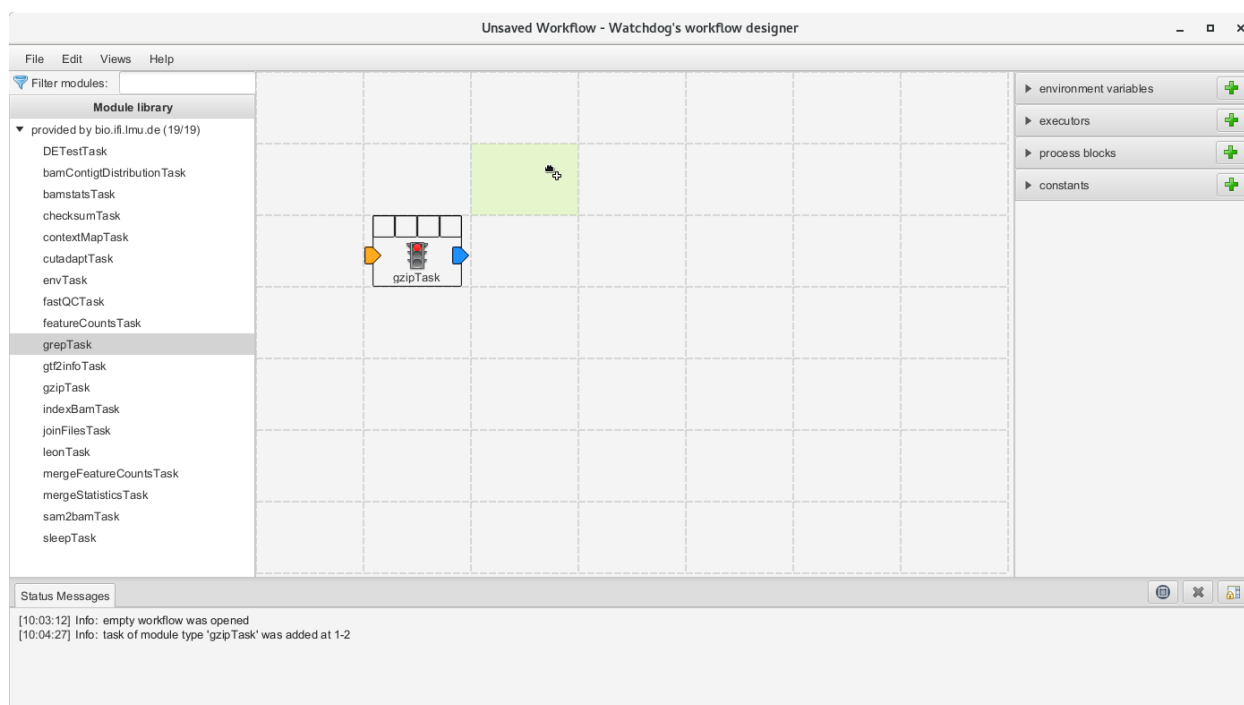 Unsaved Workflow - Watchdog's workflow designer
File Edit Views Help
Filter modules:
Module library
provided by bio.ifi.lmu.de (19/19)
DETestTask
bamContigtDistributionTask
bamstatsTask
checksumTask
contextMapTask
cutadaptTask
envTask
fastQCTask
featureCountsTask
grepTask
gtf2infoTask
gzipTask
indexBamTask
joinFilesTask
leonTask
mergeFeatureCountsTask
mergeStatisticsTask
sam2bamTask
sleepTask
gzipTask
environment variables
executors
process blocks
constants
Status Messages
[10:03:12] Info: empty workflow was opened
[10:04:27] Info: task of module type 'gzipTask' was added at 1-2